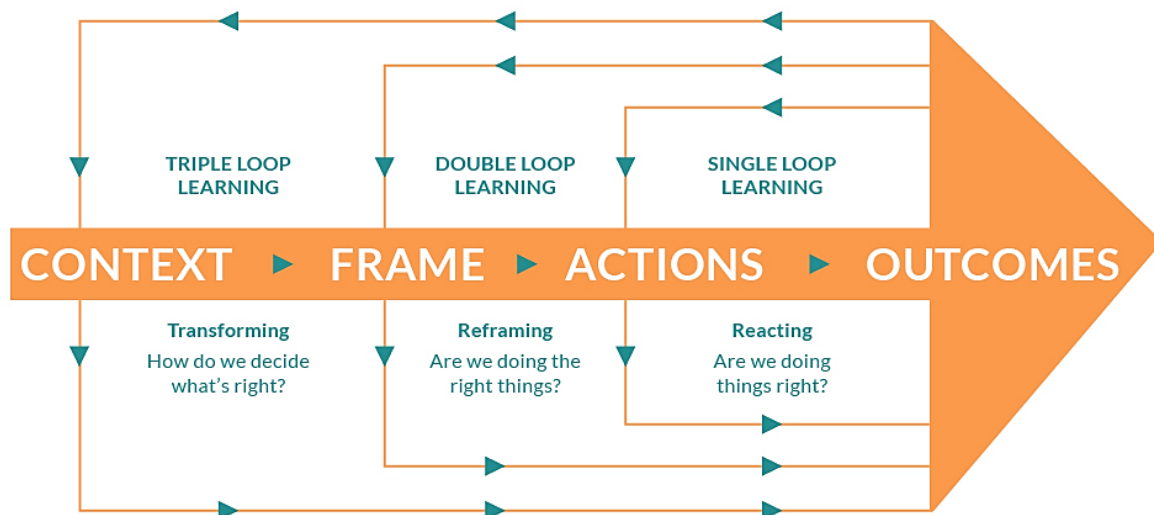 TRIPLE LOOP
LEARNING
DOUBLE LOOP
LEARNING
SINGLE LOOP
LEARNING
CONTEXT FRAME ACTIONS OUTCOMES
Transforming
How do we decide
what's right?
Reframing
Are we doing the
right things?
Reacting
Are we doing
things right?